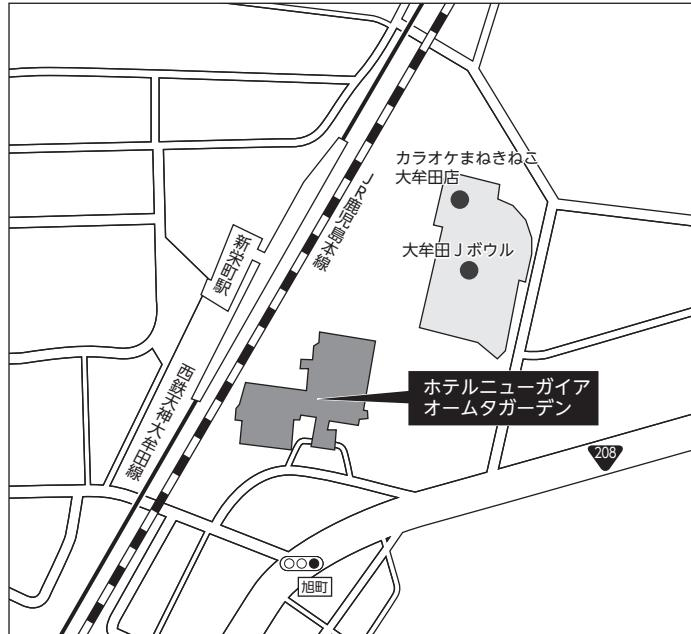 カラオケまねきねこ
大牟田店
大牟田Ｊボウル
JR鹿児島本線
新栄町駅
西鉄天神大牟田線
ホテルニューガイア
オームタガーデン
208
旭町